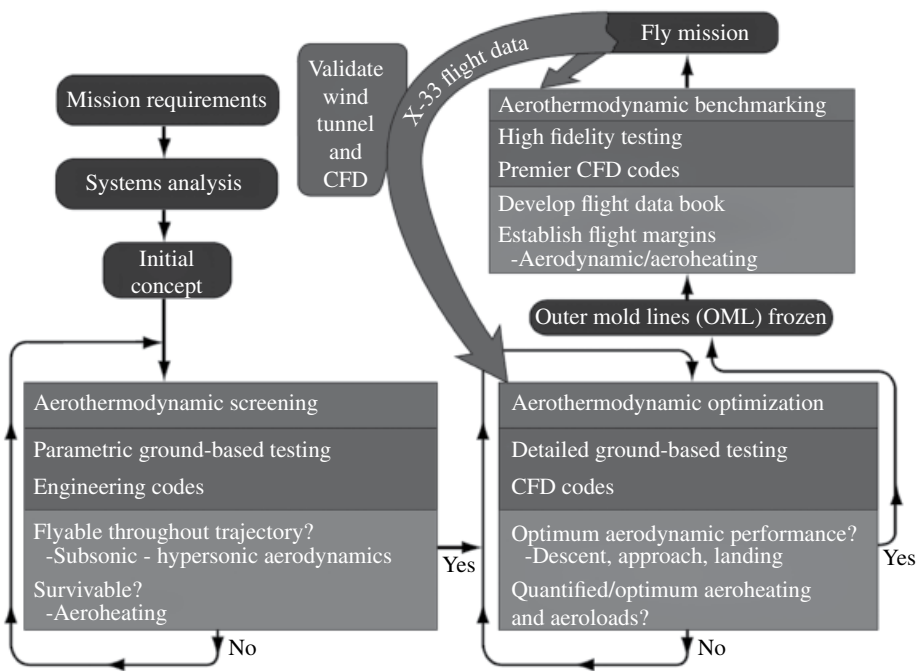 Mission requirements
Systems analysis
Initial
concept
Aerothermodynamic screening
Parametric ground-based testing
Engineering codes
Flyable throughout trajectory?
-Subsonic - hypersonic aerodynamics
Survivable?
-Aeroheating
No
Yes
Aerothermodynamic optimization
Detailed ground-based testing
CFD codes
Optimum aerodynamic performance?
-Descent, approach, landing
Quantified/optimum aeroheating
and aeroloads?
No
Yes
Outer mold lines (OML) frozen
Aerothermodynamic benchmarking
High fidelity testing
Premier CFD codes
Develop flight data book
Establish flight margins
-Aerodynamic/aeroheating
Fly mission
X-33 flight data
Validate
wind
tunnel
and
CFD